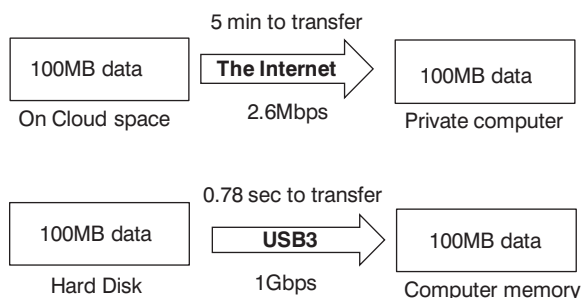 5 min to transfer
100MB data
The Internet
100MB data
On Cloud space
2.6Mbps
Private computer
0.78 sec to transfer
100MB data
USB3
100MB data
Hard Disk
1Gbps
Computer memory